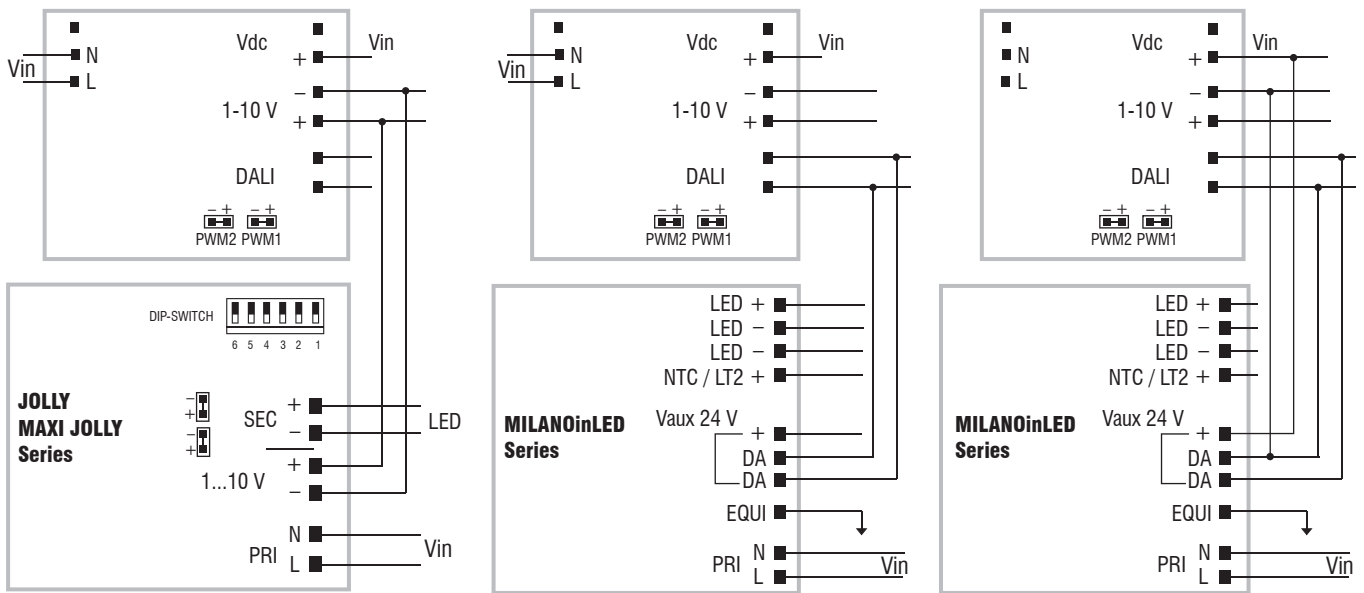 Vin
N
L
Vdc
+
Vin
–
1-10 V
+
DALI
– +
– +
PWM2 PWM1
DIP-SWITCH
6 5 4 3 2 1
JOLLY
MAXI JOLLY
Series
–
+
–
+
SEC
+
–
LED
+
1...10 V
–
PRI
N
L
Vin
Vin
N
L
Vdc
+
Vin
–
1-10 V
+
DALI
– +
– +
PWM2 PWM1
MILANOinLED
Series
LED +
LED –
LED –
NTC / LT2 +
Vaux 24 V
+
DA
DA
EQUI
PRI
N
L
Vin
N
L
Vdc
+
Vin
–
1-10 V
+
DALI
– +
– +
PWM2 PWM1
MILANOinLED
Series
LED +
LED –
LED –
NTC / LT2 +
Vaux 24 V
+
DA
DA
EQUI
PRI
N
L
Vin